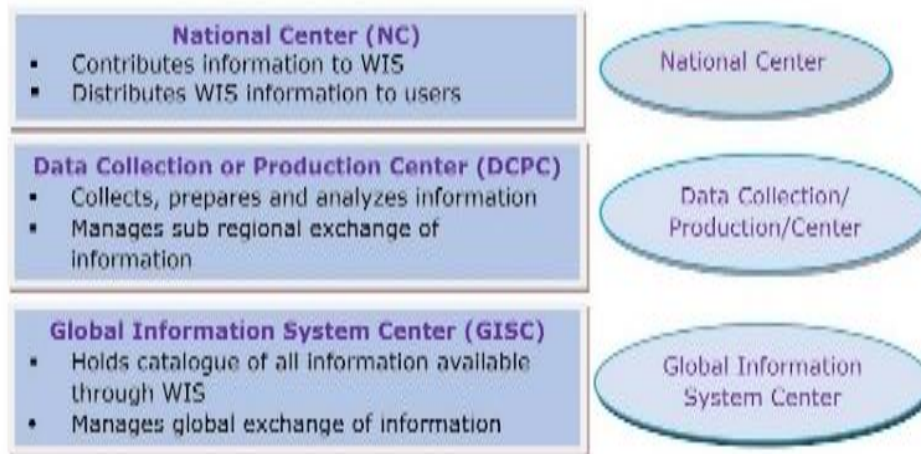 National Center (NC)
▪ Contributes information to WIS
▪ Distributes WIS information to users
National Center
Data Collection or Production Center (DCPC)
▪ Collects, prepares and analyzes information
▪ Manages sub regional exchange of
information
Data Collection/
Production/Center
Global Information System Center (GISC)
▪ Holds catalogue of all information available
through WIS
• Manages global exchange of information
Global Information
System Center